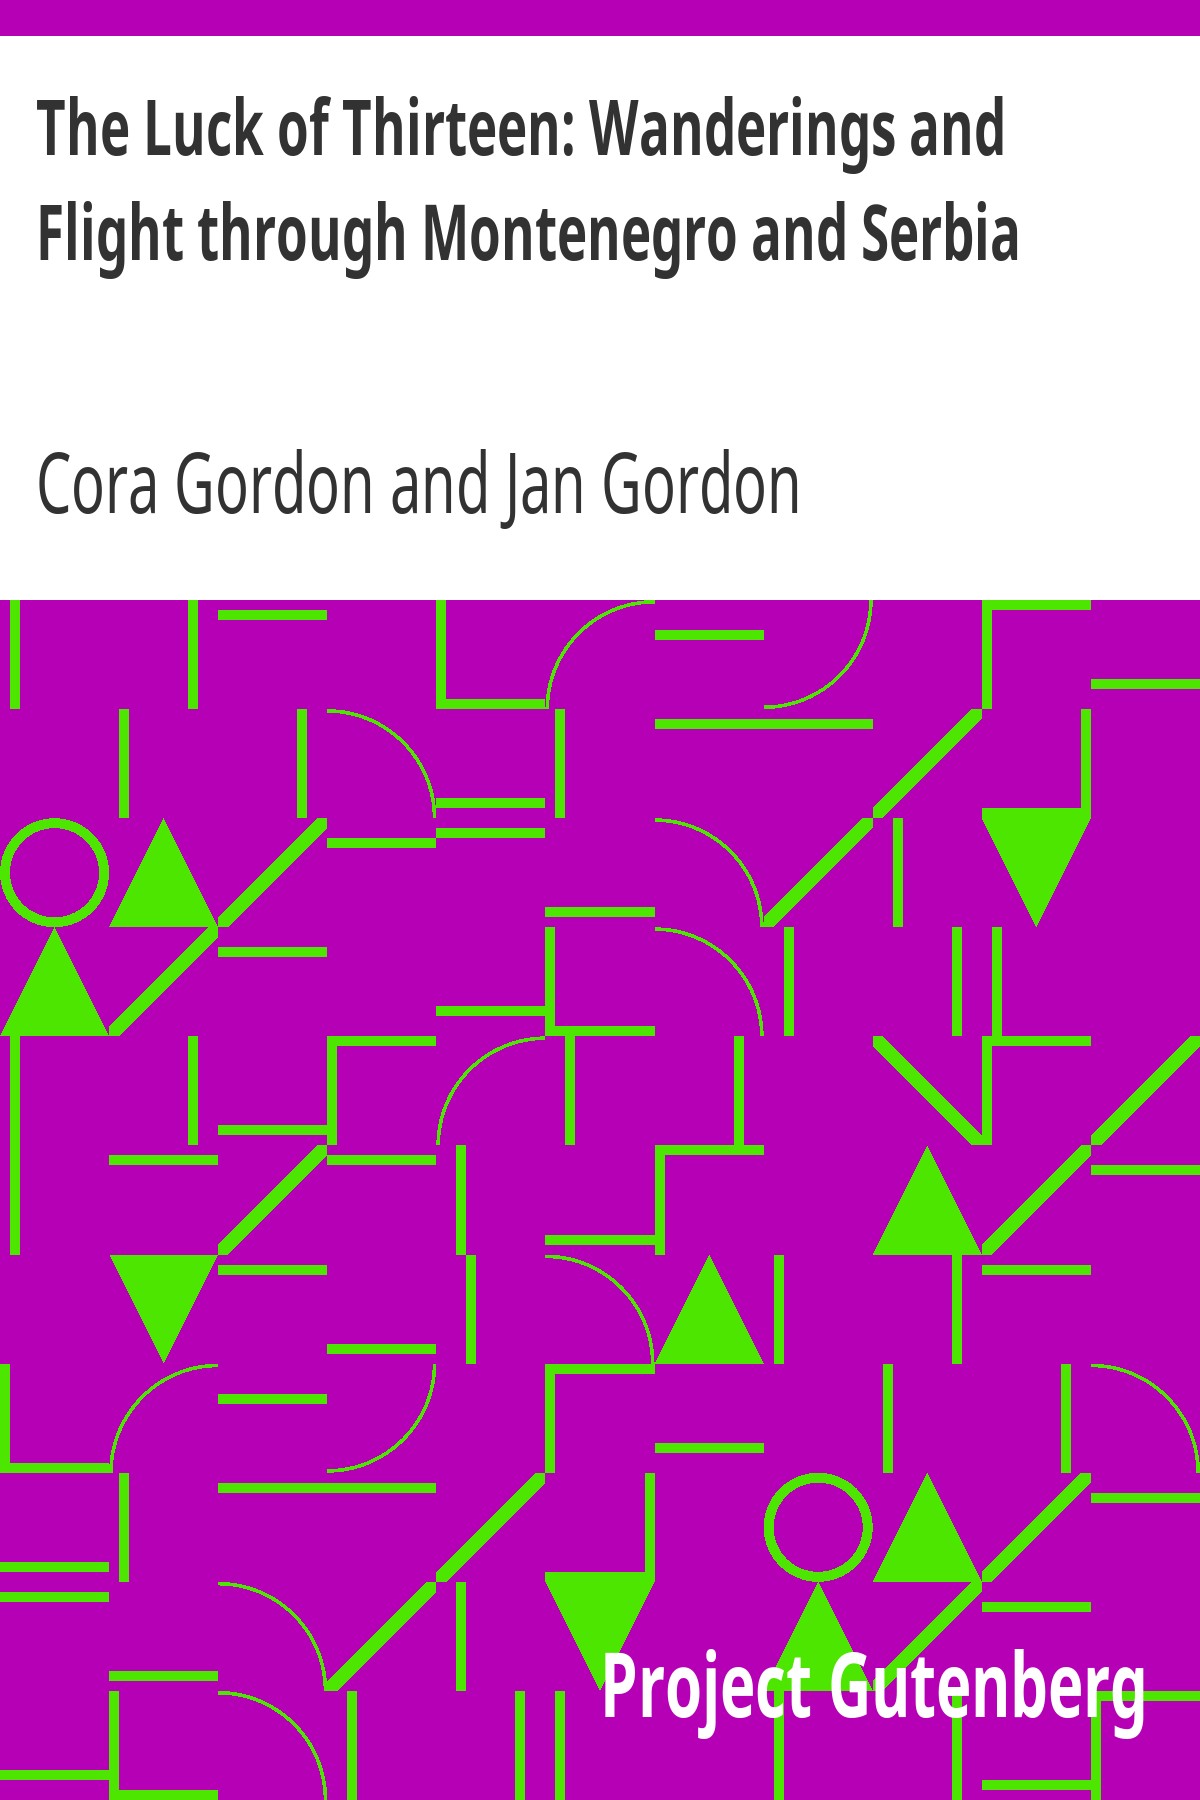 The Luck of Thirteen: Wanderings and
Flight through Montenegro and Serbia
Cora Gordon and Jan Gordon
Project Gutenberg